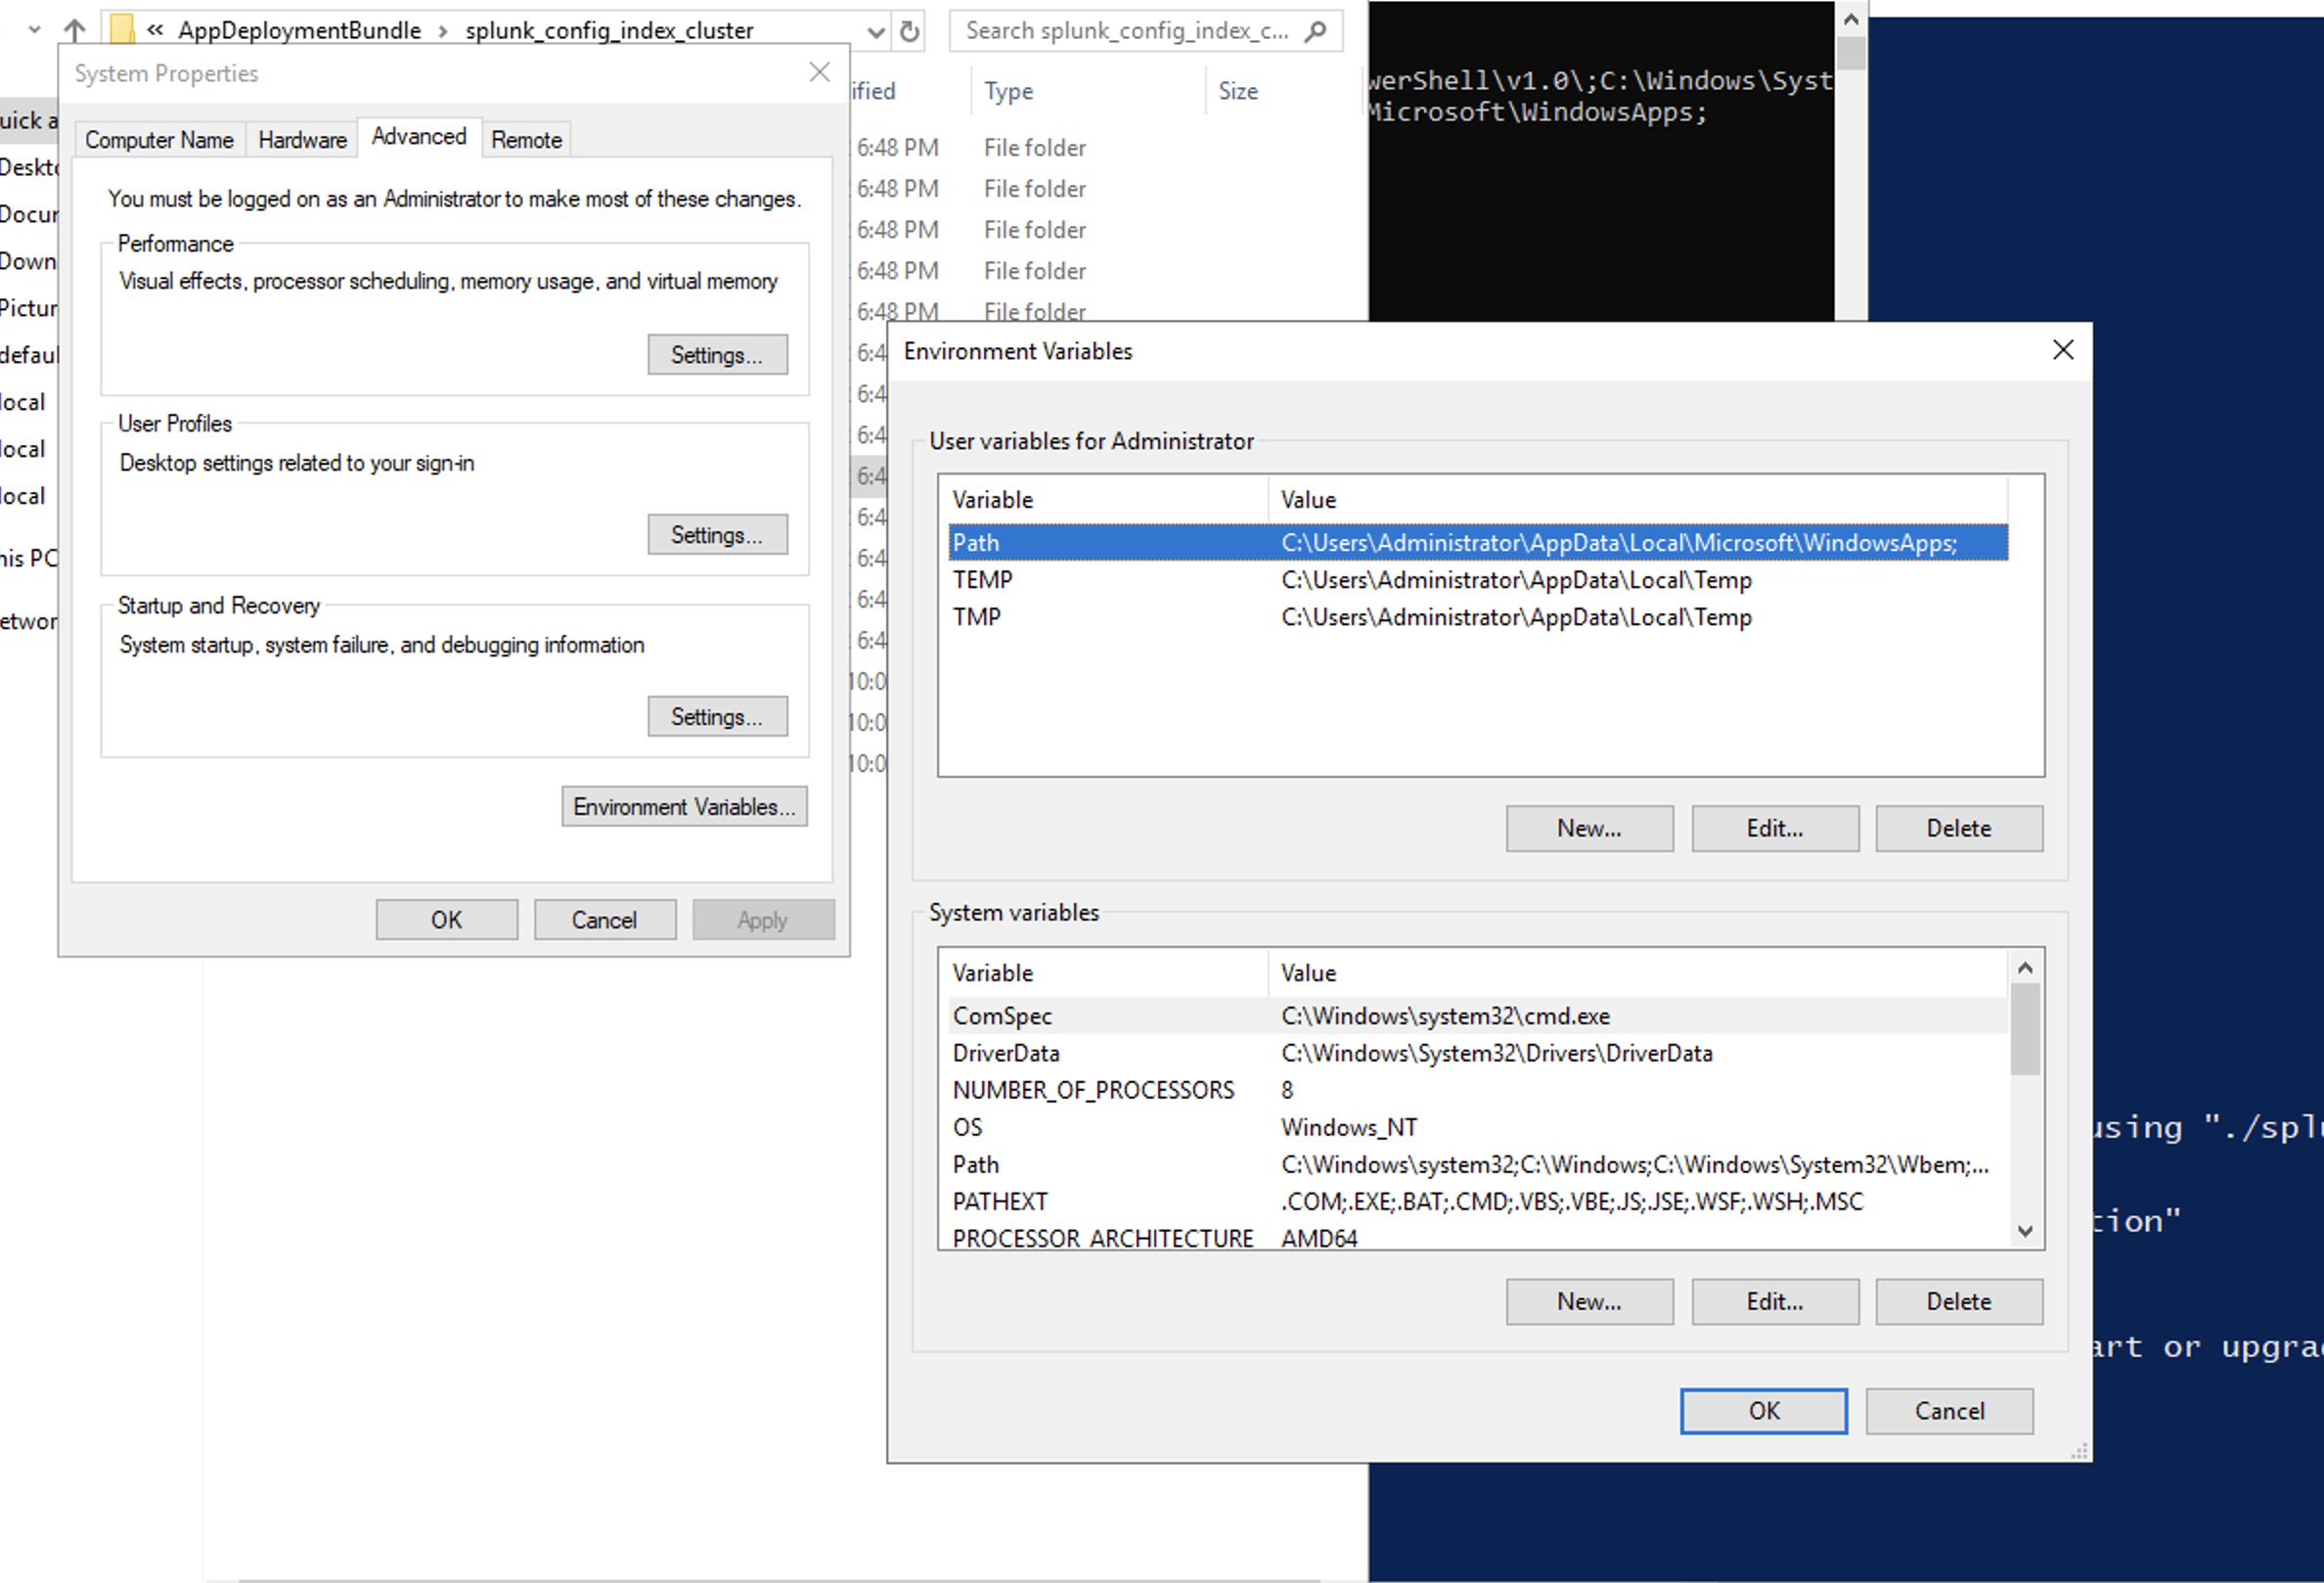 « AppDeploymentBundle › splunk_config_index_cluster
Search splunk_config_index_c...
System Properties
Computer Name
Hardware
Advanced
Remote
You must be logged on as an Administrator to make most of these changes.
Performance
Visual effects, processor scheduling, memory usage, and virtual memory
Settings...
User Profiles
Desktop settings related to your sign-in
Settings...
Startup and Recovery
System startup, system failure, and debugging information
Settings...
Environment Variables...
OK
Cancel
Apply
uick a
Deskt
Docur
Down
Pictur
defaul
local
local
local
his PC
etwor
ified
Type
Size
6:48 PM File folder
6:48 PM File folder
6:48 PM File folder
6:48 PM File folder
6:48 PM File folder
6:4
6:4
6:4
6:4
6:4
6:4
6:4
6:4
10:0
10:0
10:0
werShell\v1.0\;C:\Windows\Syst
Microsoft\WindowsApps;
Environment Variables
User variables for Administrator
Variable Value
Path C:\Users\Administrator\AppData\Local\Microsoft\WindowsApps;
TEMP C:\Users\Administrator\AppData\Local\Temp
TMP C:\Users\Administrator\AppData\Local\Temp
New...
Edit...
Delete
System variables
Variable Value
ComSpec C:\Windows\system32\cmd.exe
DriverData C:\Windows\System32\Drivers\DriverData
NUMBER_OF_PROCESSORS 8
OS Windows_NT
Path C:\Windows\system32;C:\Windows;C:\Windows\System32\Wbem;...
PATHEXT .COM;.EXE;.BAT;.CMD;.VBS;.VBE;.JS;.JSE;.WSF;.WSH;.MSC
PROCESSOR_ARCHITECTURE AMD64
New...
Edit...
Delete
OK
Cancel
using "./splu
tion"
art or upgra